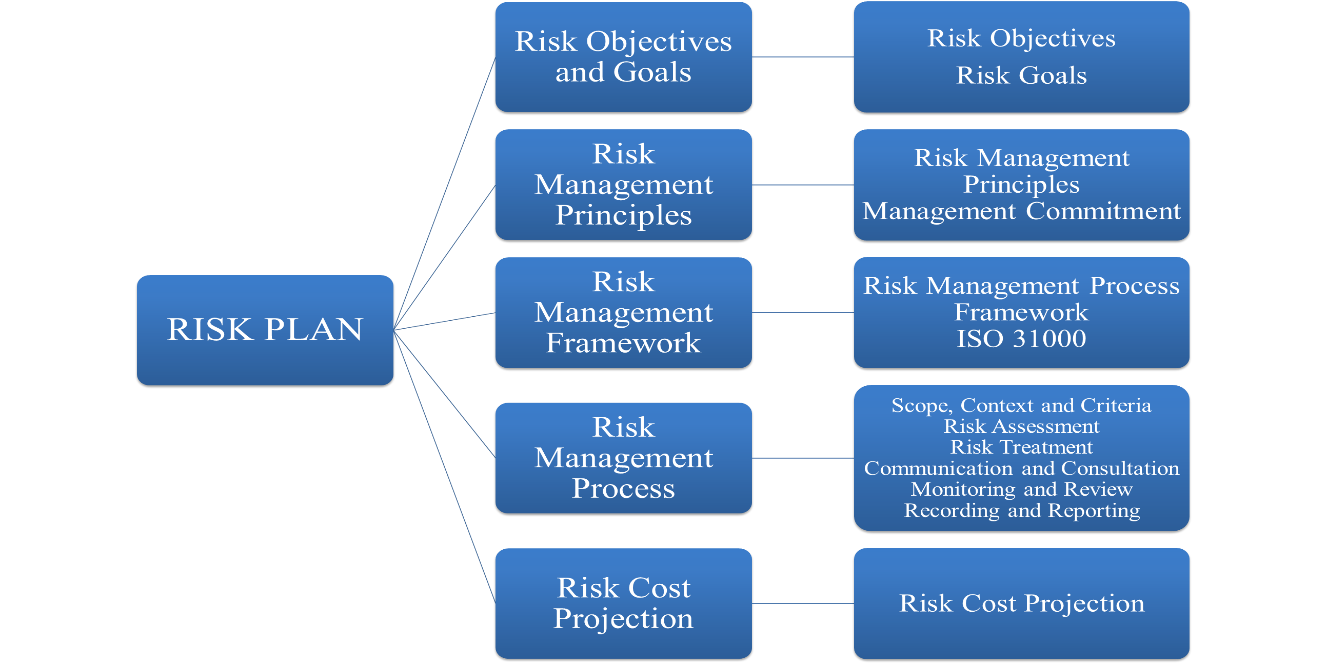 RISK PLAN
Risk Objectives
and Goals
Risk Objectives
Risk Goals
Risk
Management
Principles
Risk Management
Principles
Management Commitment
Risk
Management
Framework
Risk Management Process
Framework
ISO 31000
Risk
Management
Process
Scope, Context and Criteria
Risk Assessment
Risk Treatment
Communication and Consultation
Monitoring and Review
Recording and Reporting
Risk Cost
Projection
Risk Cost Projection